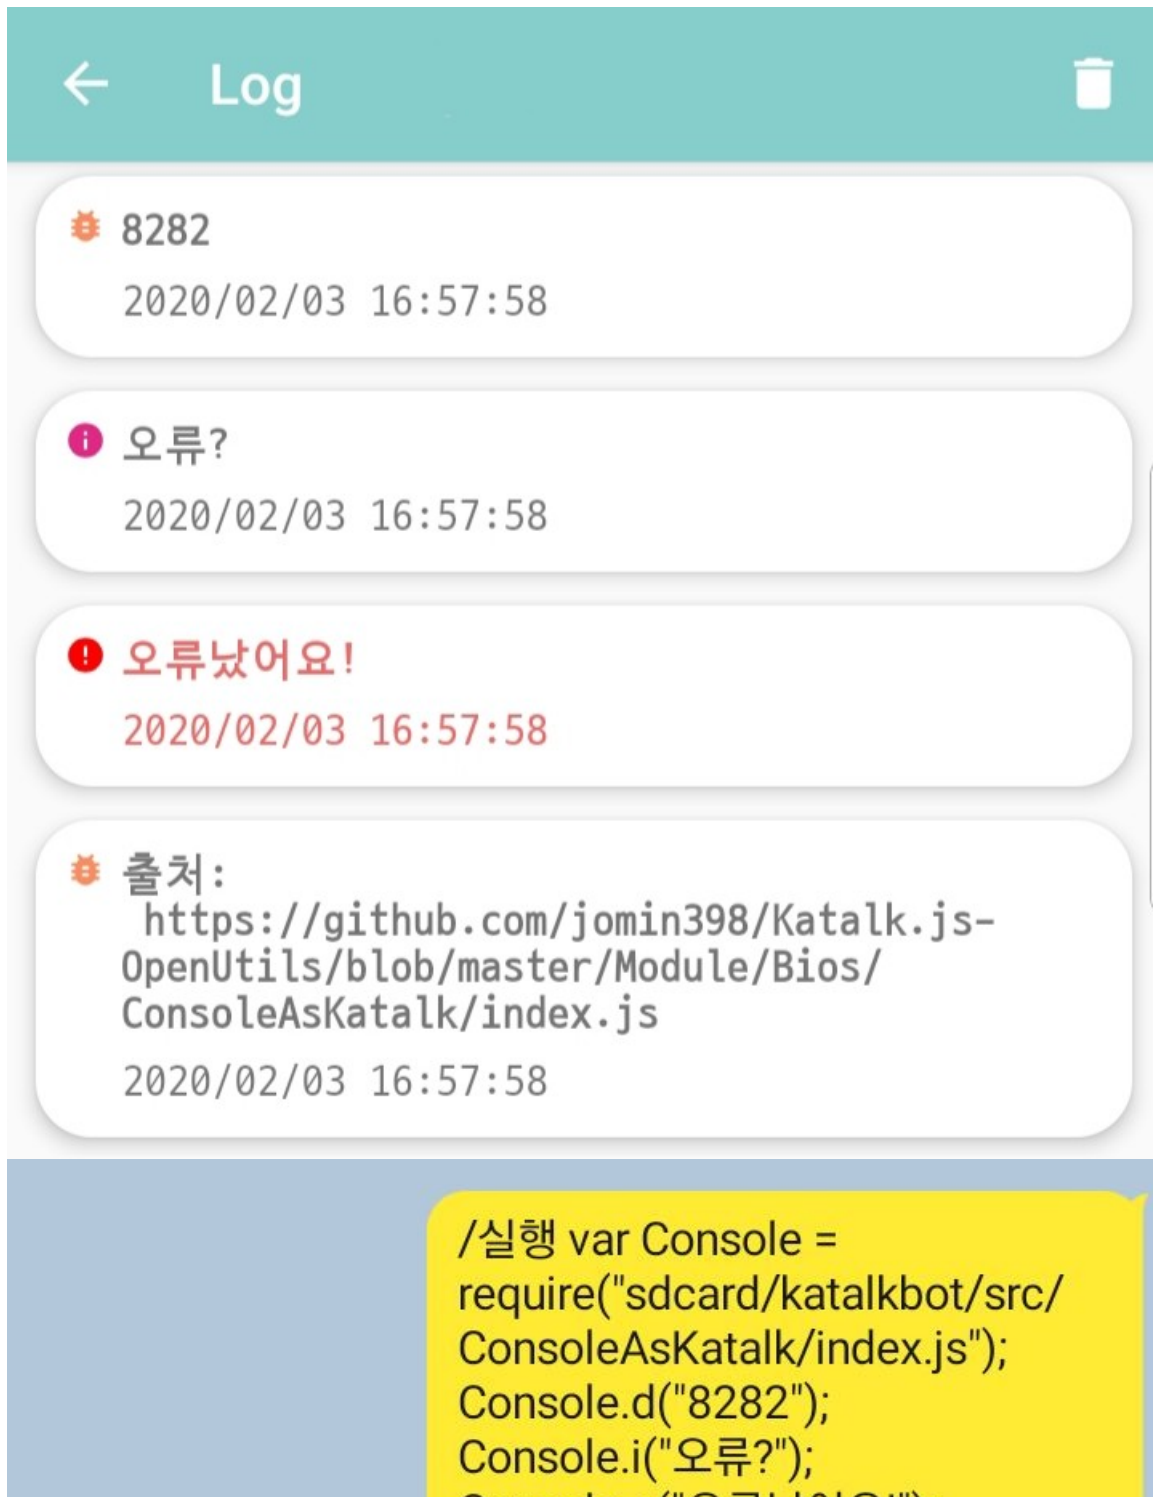 Log
8282
2020/02/03 16:57:58
오류?
2020/02/03 16:57:58
오류났어요!
2020/02/03 16:57:58
출처:
https://github.com/jomin398/Katalk.js-
OpenUtils/blob/master/Module/Bios/
ConsoleAsKatalk/index.js
2020/02/03 16:57:58
/실행 var Console =
require("sdcard/katalkbot/src/
ConsoleAsKatalk/index.js");
Console.d("8282");
Console.i("오류?");